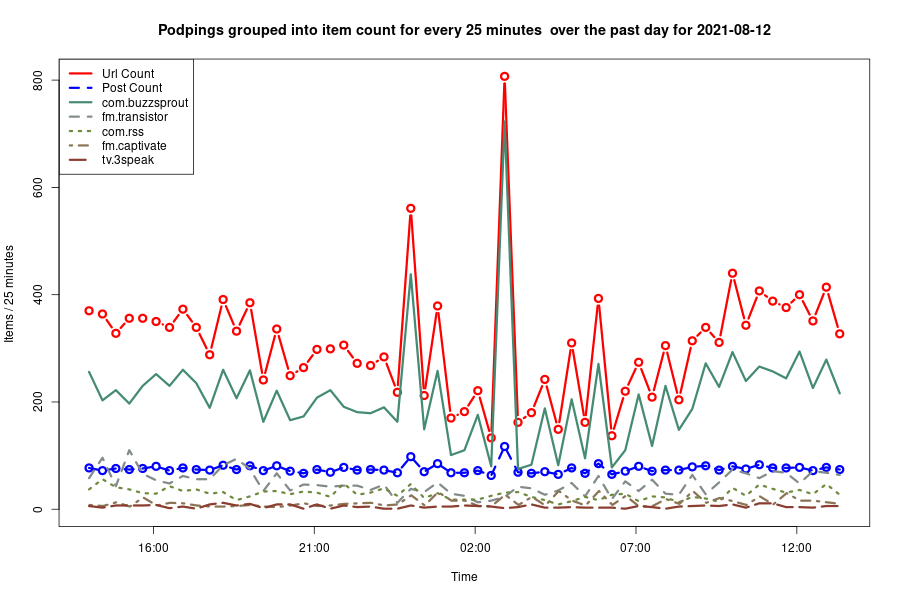 Podpings grouped into item count for every 25 minutes  over the past day for 2021-08-12
Url Count
Post Count
com.buzzsprout
fm.transistor
com.rss
fm.captivate
tv.3speak
Items / 25 minutes
800
600
400
200
0
16:00
21:00
02:00
07:00
12:00
Time